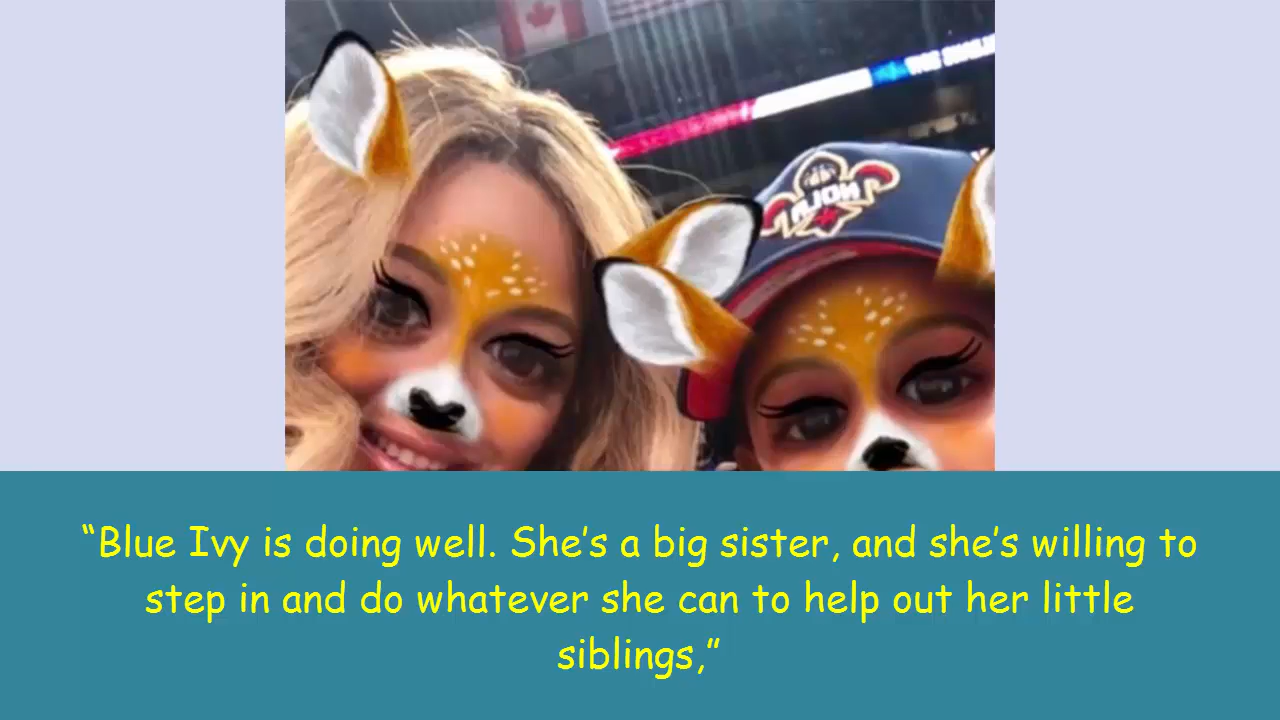 “Blue Ivy is doing well. She’s a big sister, and she’s willing to
step in and do whatever she can to help out her little
siblings,”
NOLA